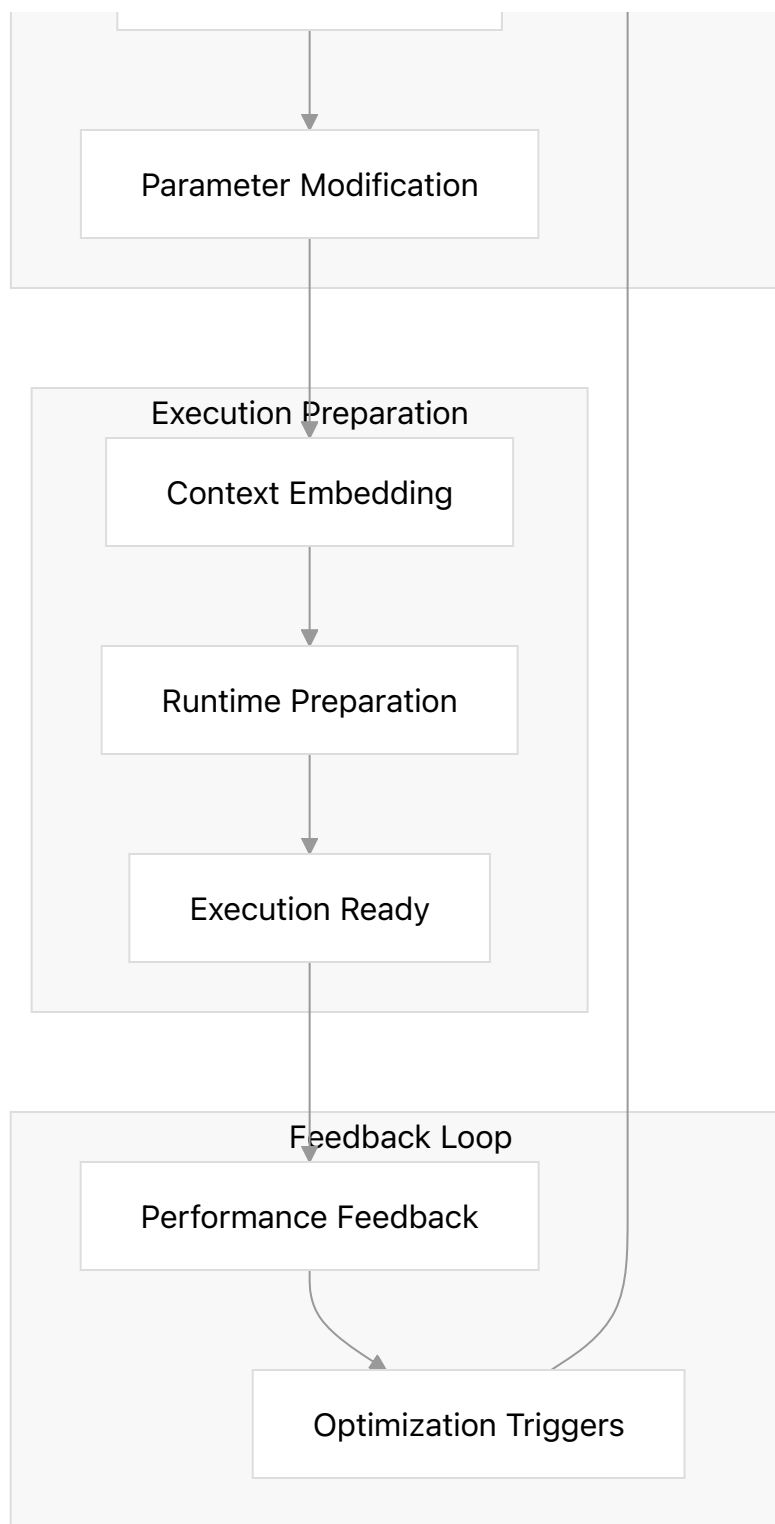 Parameter Modification
Execution Preparation
Context Embedding
Runtime Preparation
Execution Ready
Feedback Loop
Performance Feedback
Optimization Triggers